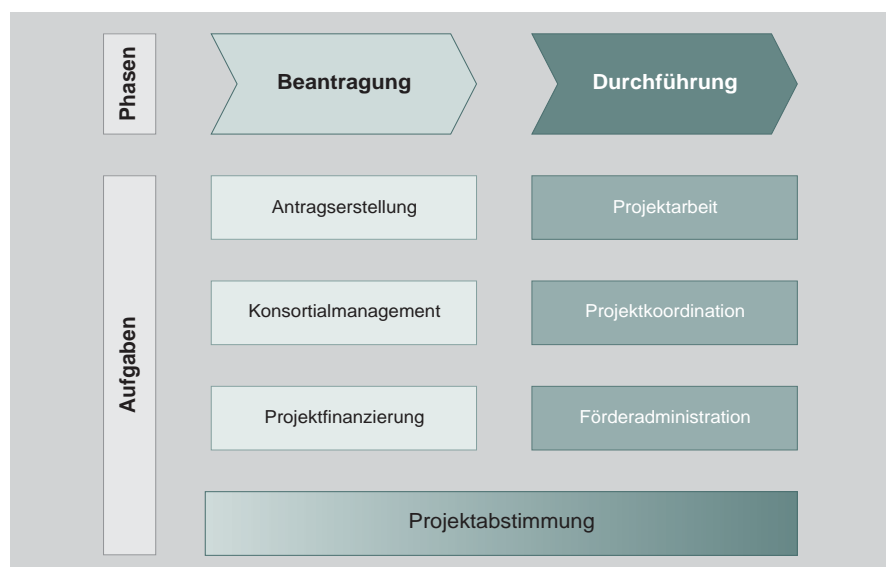 Phasen
Beantragung
Durchführung
Aufgaben
Antragserstellung
Projektarbeit
Konsortialmanagement
Projektkoordination
Projektfinanzierung
Förderadministration
Projektabstimmung